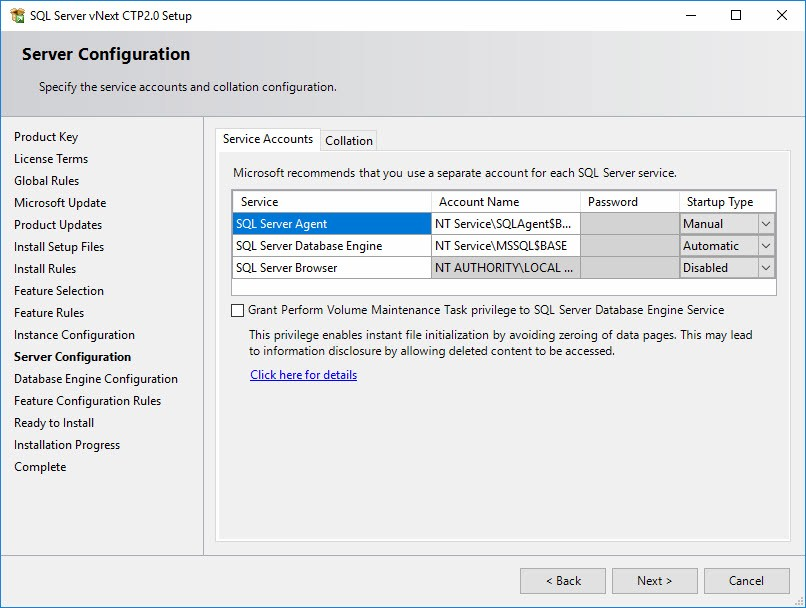 SQL Server vNext CTP2.0 Setup
Server Configuration
Specify the service accounts and collation configuration.
Product Key
License Terms
Global Rules
Microsoft Update
Product Updates
Install Setup Files
Install Rules
Feature Selection
Feature Rules
Instance Configuration
Server Configuration
Database Engine Configuration
Feature Configuration Rules
Ready to Install
Installation Progress
Complete
Service Accounts Collation
Microsoft recommends that you use a separate account for each SQL Server service.
Service Account Name Password Startup Type
SQL Server Agent NT Service\SQLAgent$B... Manual
SQL Server Database Engine NT Service\MSSQL$BASE Automatic
SQL Server Browser NT AUTHORITY\LOCAL ... Disabled
Grant Perform Volume Maintenance Task privilege to SQL Server Database Engine Service
This privilege enables instant file initialization by avoiding zeroing of data pages. This may lead
to information disclosure by allowing deleted content to be accessed.
Click here for details
< Back Next > Cancel